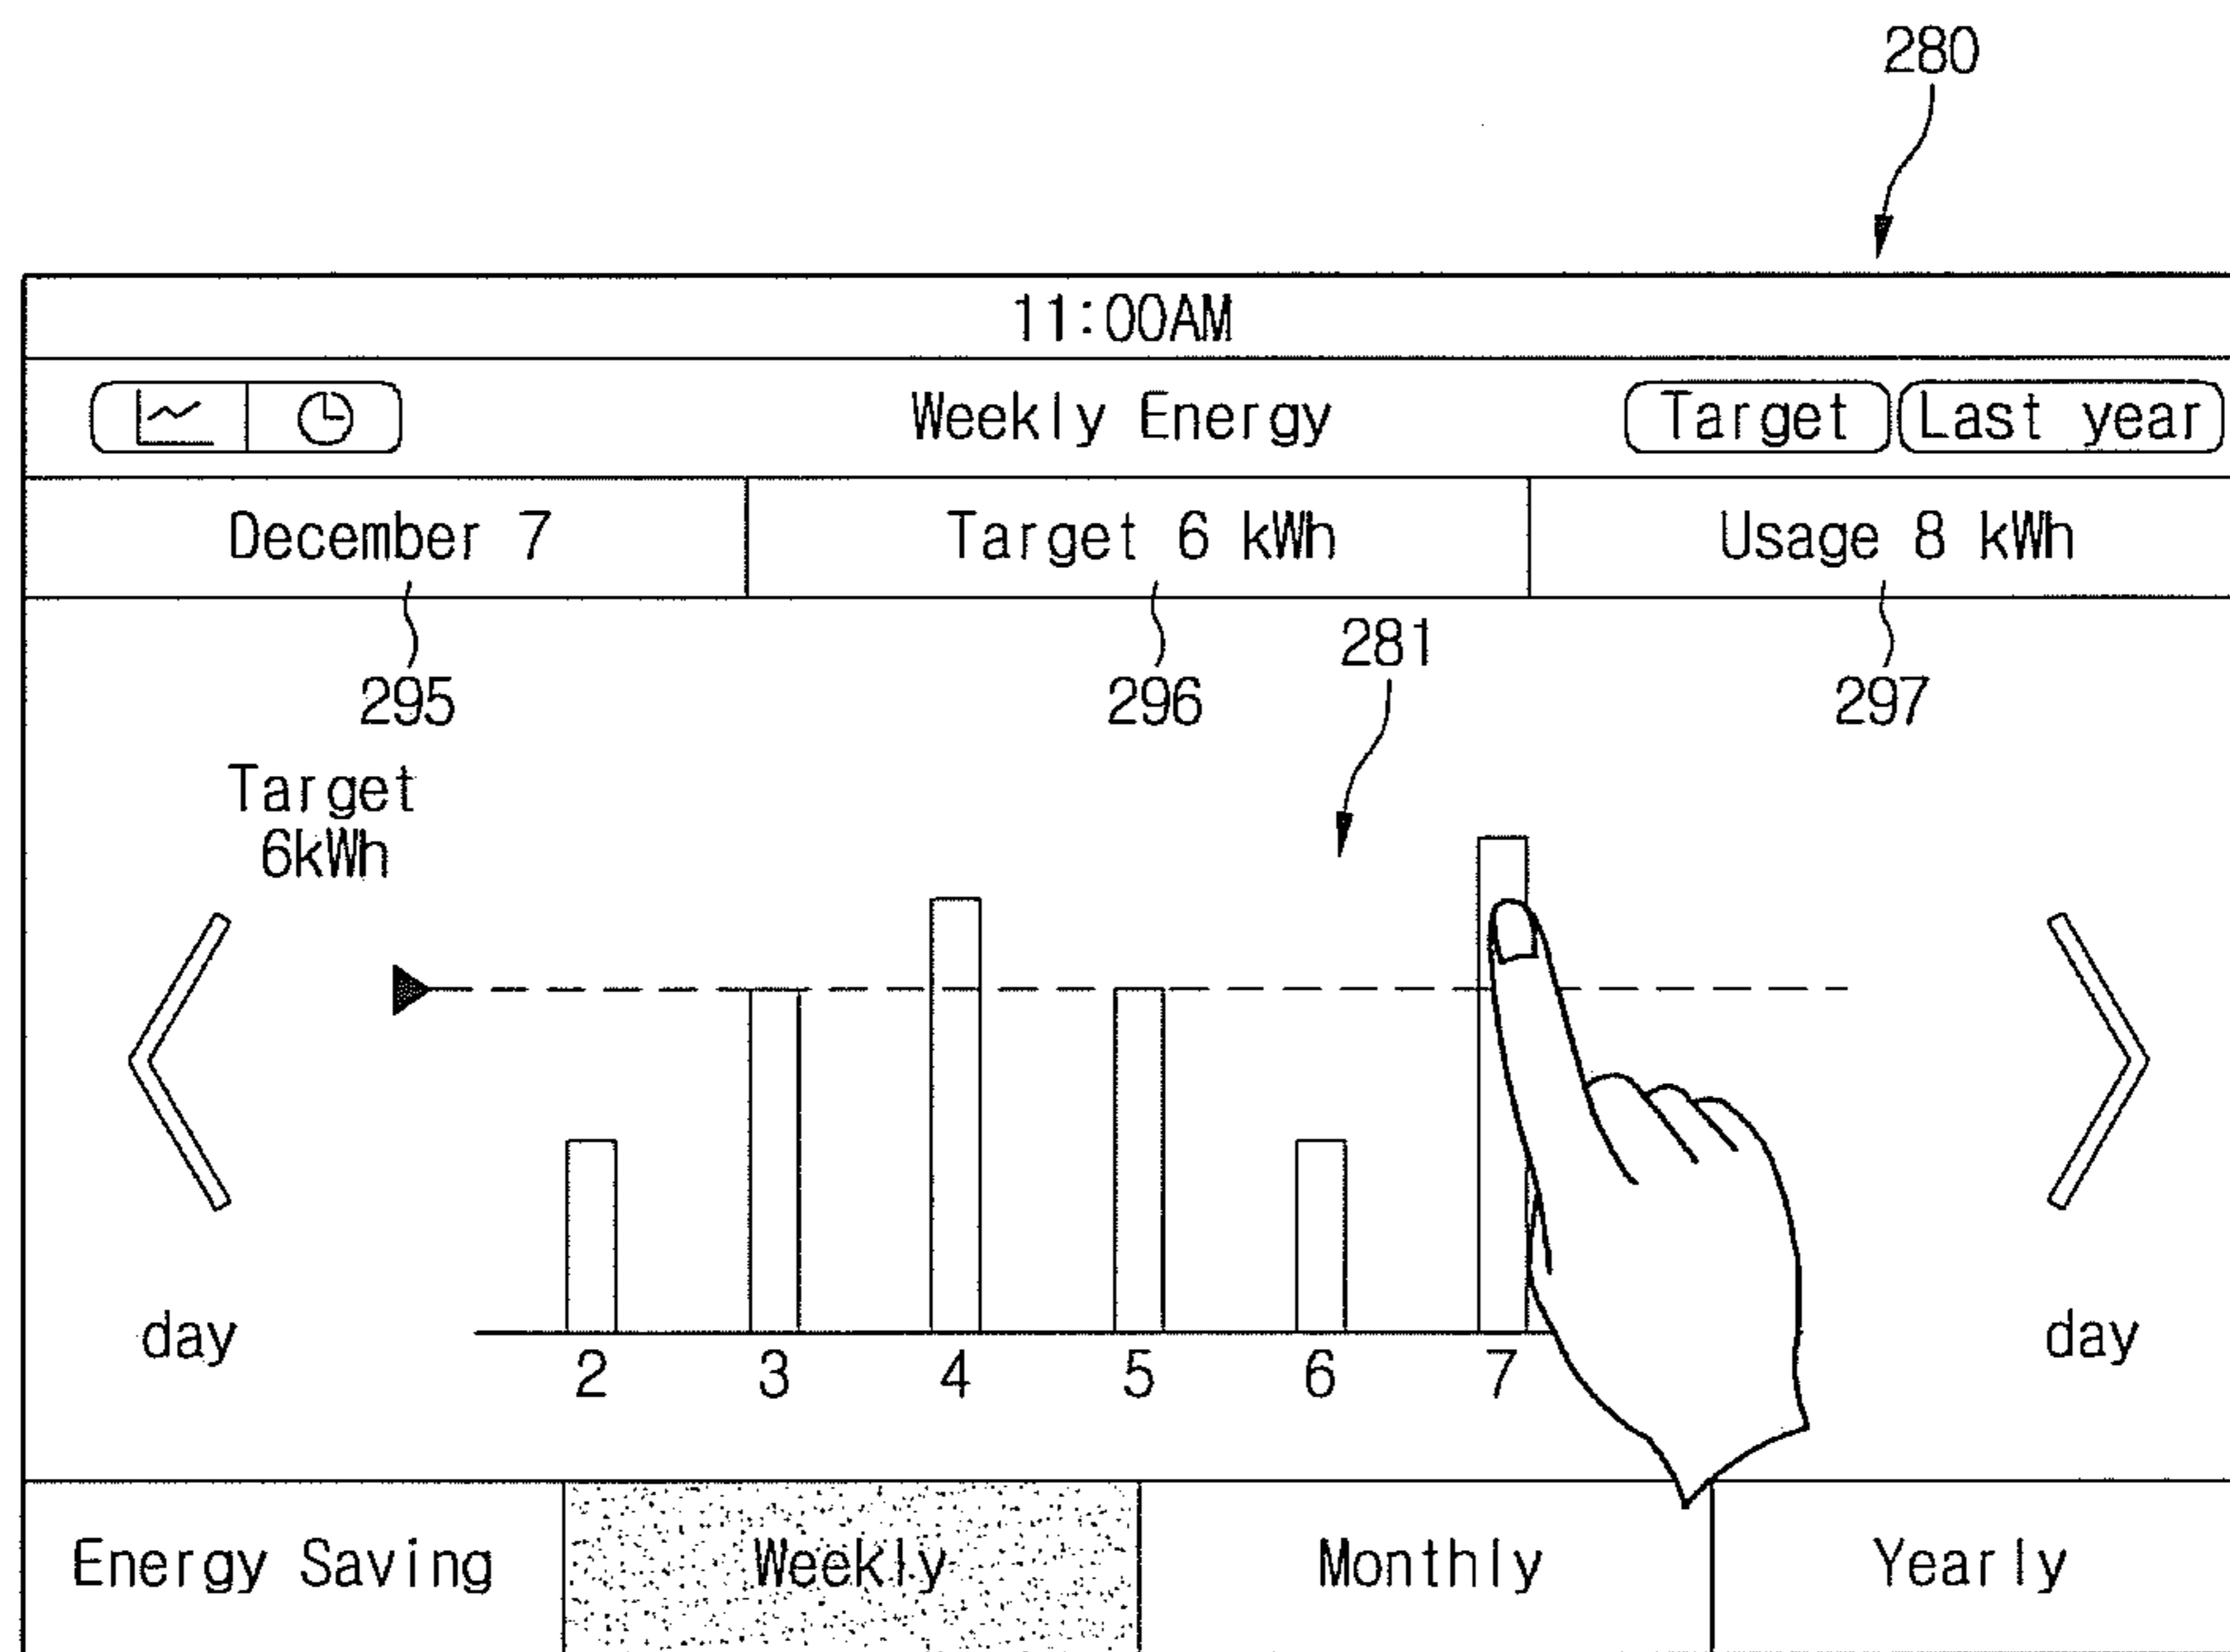 280
11:00AM
Weekly Energy Target Last year
December 7 Target 6 kWh Usage 8 kWh
281
295 296 297
Target
6kWh
day day
2 3 4 5 6 7
Energy Saving Weekly Monthly Yearly